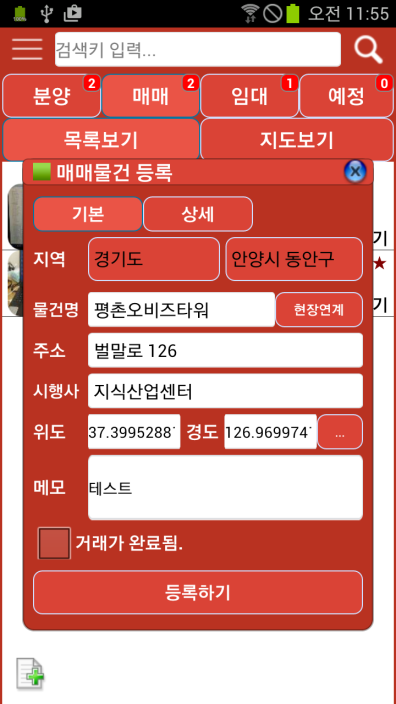 오전 11:55
검색키 입력...
분양 2 매매 2 임대 1 예정 0
목록보기 지도보기
매매물건 등록
기본 상세
기
지역 경기도 안양시 동안구
물건명 평촌오비즈타워 현장연계
기
주소 벌말로 126
시행사 지식산업센터
위도 37.3995288 경도 126.969974 ...
메모 테스트
거래가 완료됨.
등록하기